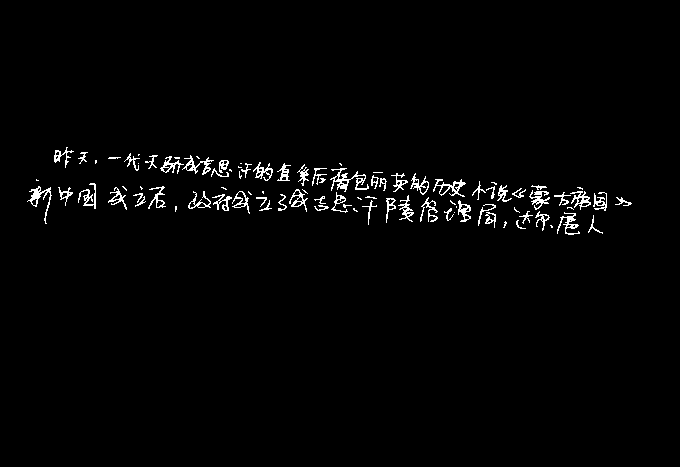 昨天，一代天骄成吉思汗的直系后裔包丽英的历史小说《蒙古帝国》
新中国成立后，政府成立了成吉思汗陵管理局，达尔扈人